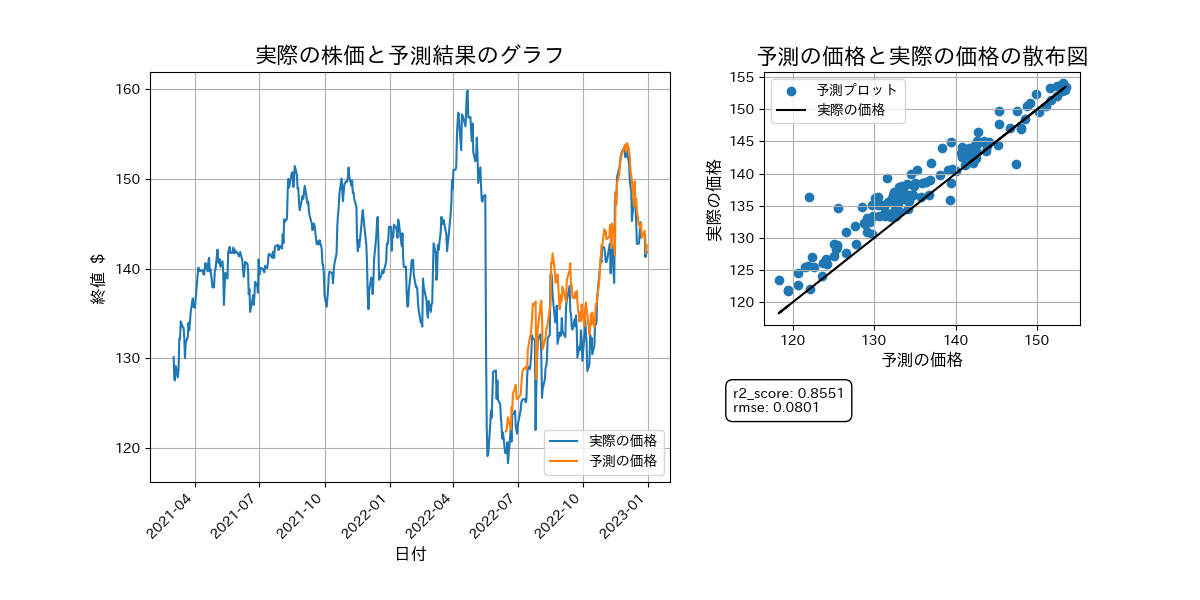 実際の株価と予測結果のグラフ
終値 $
160
150
140
130
120
2021-04
2021-07
2021-10
2022-01
2022-04
2022-07
2022-10
2023-01
日付
実際の価格
予測の価格
予測の価格と実際の価格の散布図
実際の価格
155
150
145
140
135
130
125
120
120
130
140
150
予測の価格
予測プロット
実際の価格
r2_score: 0.8551
rmse: 0.0801